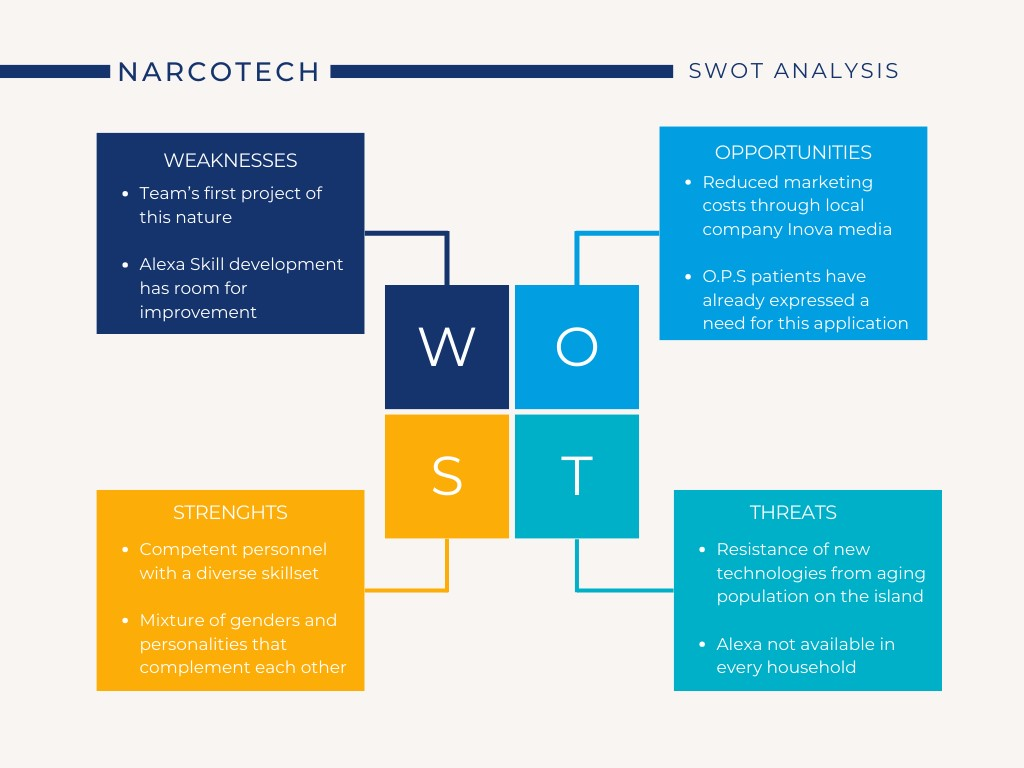 NARCOTECH
SWOT ANALYSIS
WEAKNESSES
• Team’s first project of
this nature
• Alexa Skill development
has room for
improvement
OPPORTUNITIES
• Reduced marketing
costs through local
company Inova media
• O.P.S patients have
already expressed a
need for this application
W
O
S
T
STRENGHTS
• Competent personnel
with a diverse skillset
• Mixture of genders and
personalities that
complement each other
THREATS
• Resistance of new
technologies from aging
population on the island
• Alexa not available in
every household